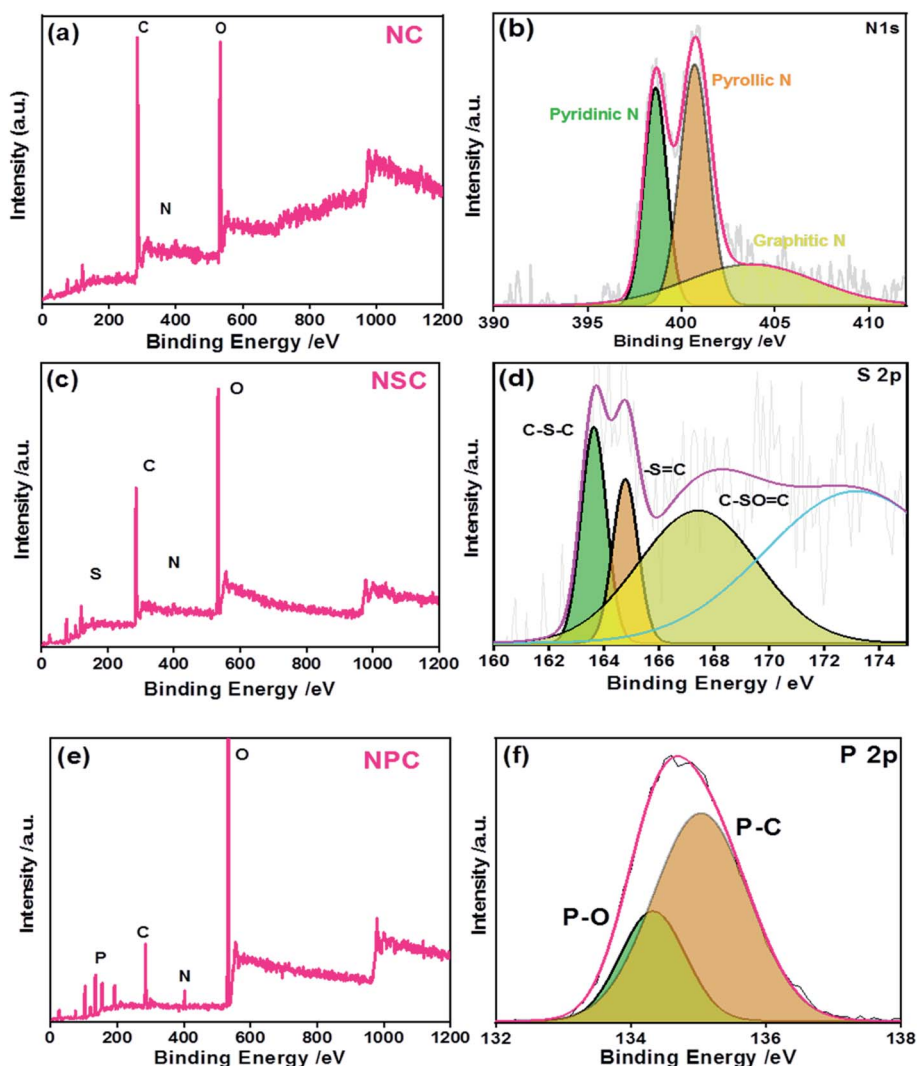 (a)
C
O
NC
N
Intensity (a.u.)
0 200 400 600 800 1000 1200
Binding Energy /eV
(b)
N1s
Pyrollic N
Pyridinic N
Graphitic N
Intensity /a.u.
390 395 400 405 410
Binding Energy /eV
(c)
NSC
O
C
S
N
Intensity /a.u.
0 200 400 600 800 1000 1200
Binding Energy /eV
(d)
S 2p
C-S-C
-S=C
C-SO=C
Intensity /a.u.
160 162 164 166 168 170 172 174
Binding Energy / eV
(e)
NPC
O
C
P
N
Intensity /a.u.
0 200 400 600 800 1000 1200
Binding Energy /eV
(f)
P 2p
P-C
P-O
Intensity /a.u.
132 134 136 138
Binding Energy /eV